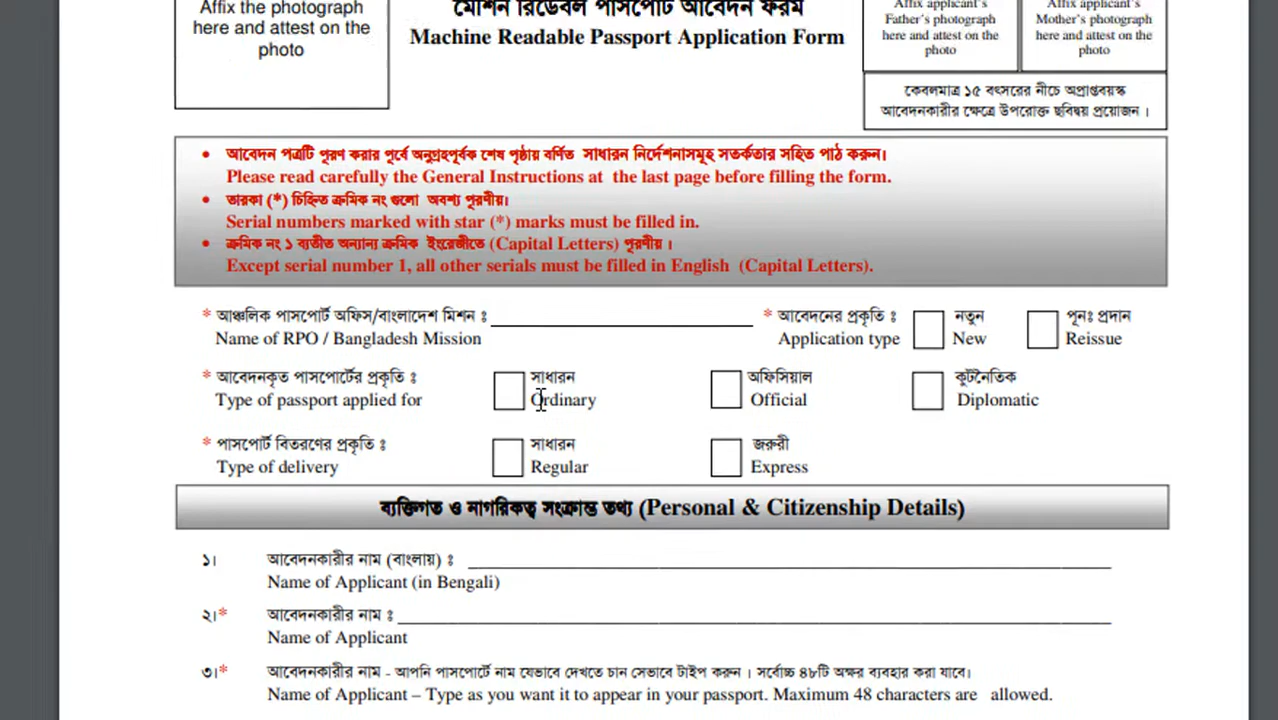 Affix the photograph
here and attest on the
photo
মেশিন রিডেবল পাসপোর্ট আবেদন ফরম
Machine Readable Passport Application Form
Affix applicant's
Father's photograph
here and attest on the
photo
Affix applicant's
Mother's photograph
here and attest on the
photo
কেবলমাত্র ১৫ বৎসরের নীচে অপ্রাপ্তবয়স্ক
আবেদনকারীর ক্ষেত্রে উপরোক্ত ছবিদ্বয় প্রয়োজন ।
• আবেদন পত্রটি পূরণ করার পূর্বে অনুগ্রহপূর্বক শেষ পৃষ্ঠায় বর্ণিত সাধারন নির্দেশনাসমূহ সতর্কতার সহিত পাঠ করুন।
Please read carefully the General Instructions at the last page before filling the form.
• তারকা (*) চিহ্নিত ক্রমিক নং গুলো অবশ্য পূরণীয়।
Serial numbers marked with star (*) marks must be filled in.
• ক্রমিক নং ১ ব্যতীত অন্যান্য ক্রমিক ইংরেজীতে (Capital Letters) পূরণীয় ।
Except serial number 1, all other serials must be filled in English (Capital Letters).
* আঞ্চলিক পাসপোর্ট অফিস/বাংলাদেশ মিশন ঃ * আবেদনের প্রকৃতি ঃ নতুন পূনঃ প্রদান
Name of RPO / Bangladesh Mission Application type New Reissue
* আবেদনকৃত পাসপোর্টের প্রকৃতি ঃ সাধারন অফিসিয়াল কুটনৈতিক
Type of passport applied for Ordinary Official Diplomatic
* পাসপোর্ট বিতরণের প্রকৃতি ঃ সাধারন জরুরী
Type of delivery Regular Express
ব্যক্তিগত ও নাগরিকত্ব সংক্রান্ত তথ্য (Personal & Citizenship Details)
১। আবেদনকারীর নাম (বাংলায়) ঃ
Name of Applicant (in Bengali)
২।* আবেদনকারীর নাম ঃ
Name of Applicant
৩।* আবেদনকারীর নাম - আপনি পাসপোর্টে নাম যেভাবে দেখতে চান সেভাবে টাইপ করুন । সর্বোচ্চ ৪৮টি অক্ষর ব্যবহার করা যাবে।
Name of Applicant – Type as you want it to appear in your passport. Maximum 48 characters are allowed.